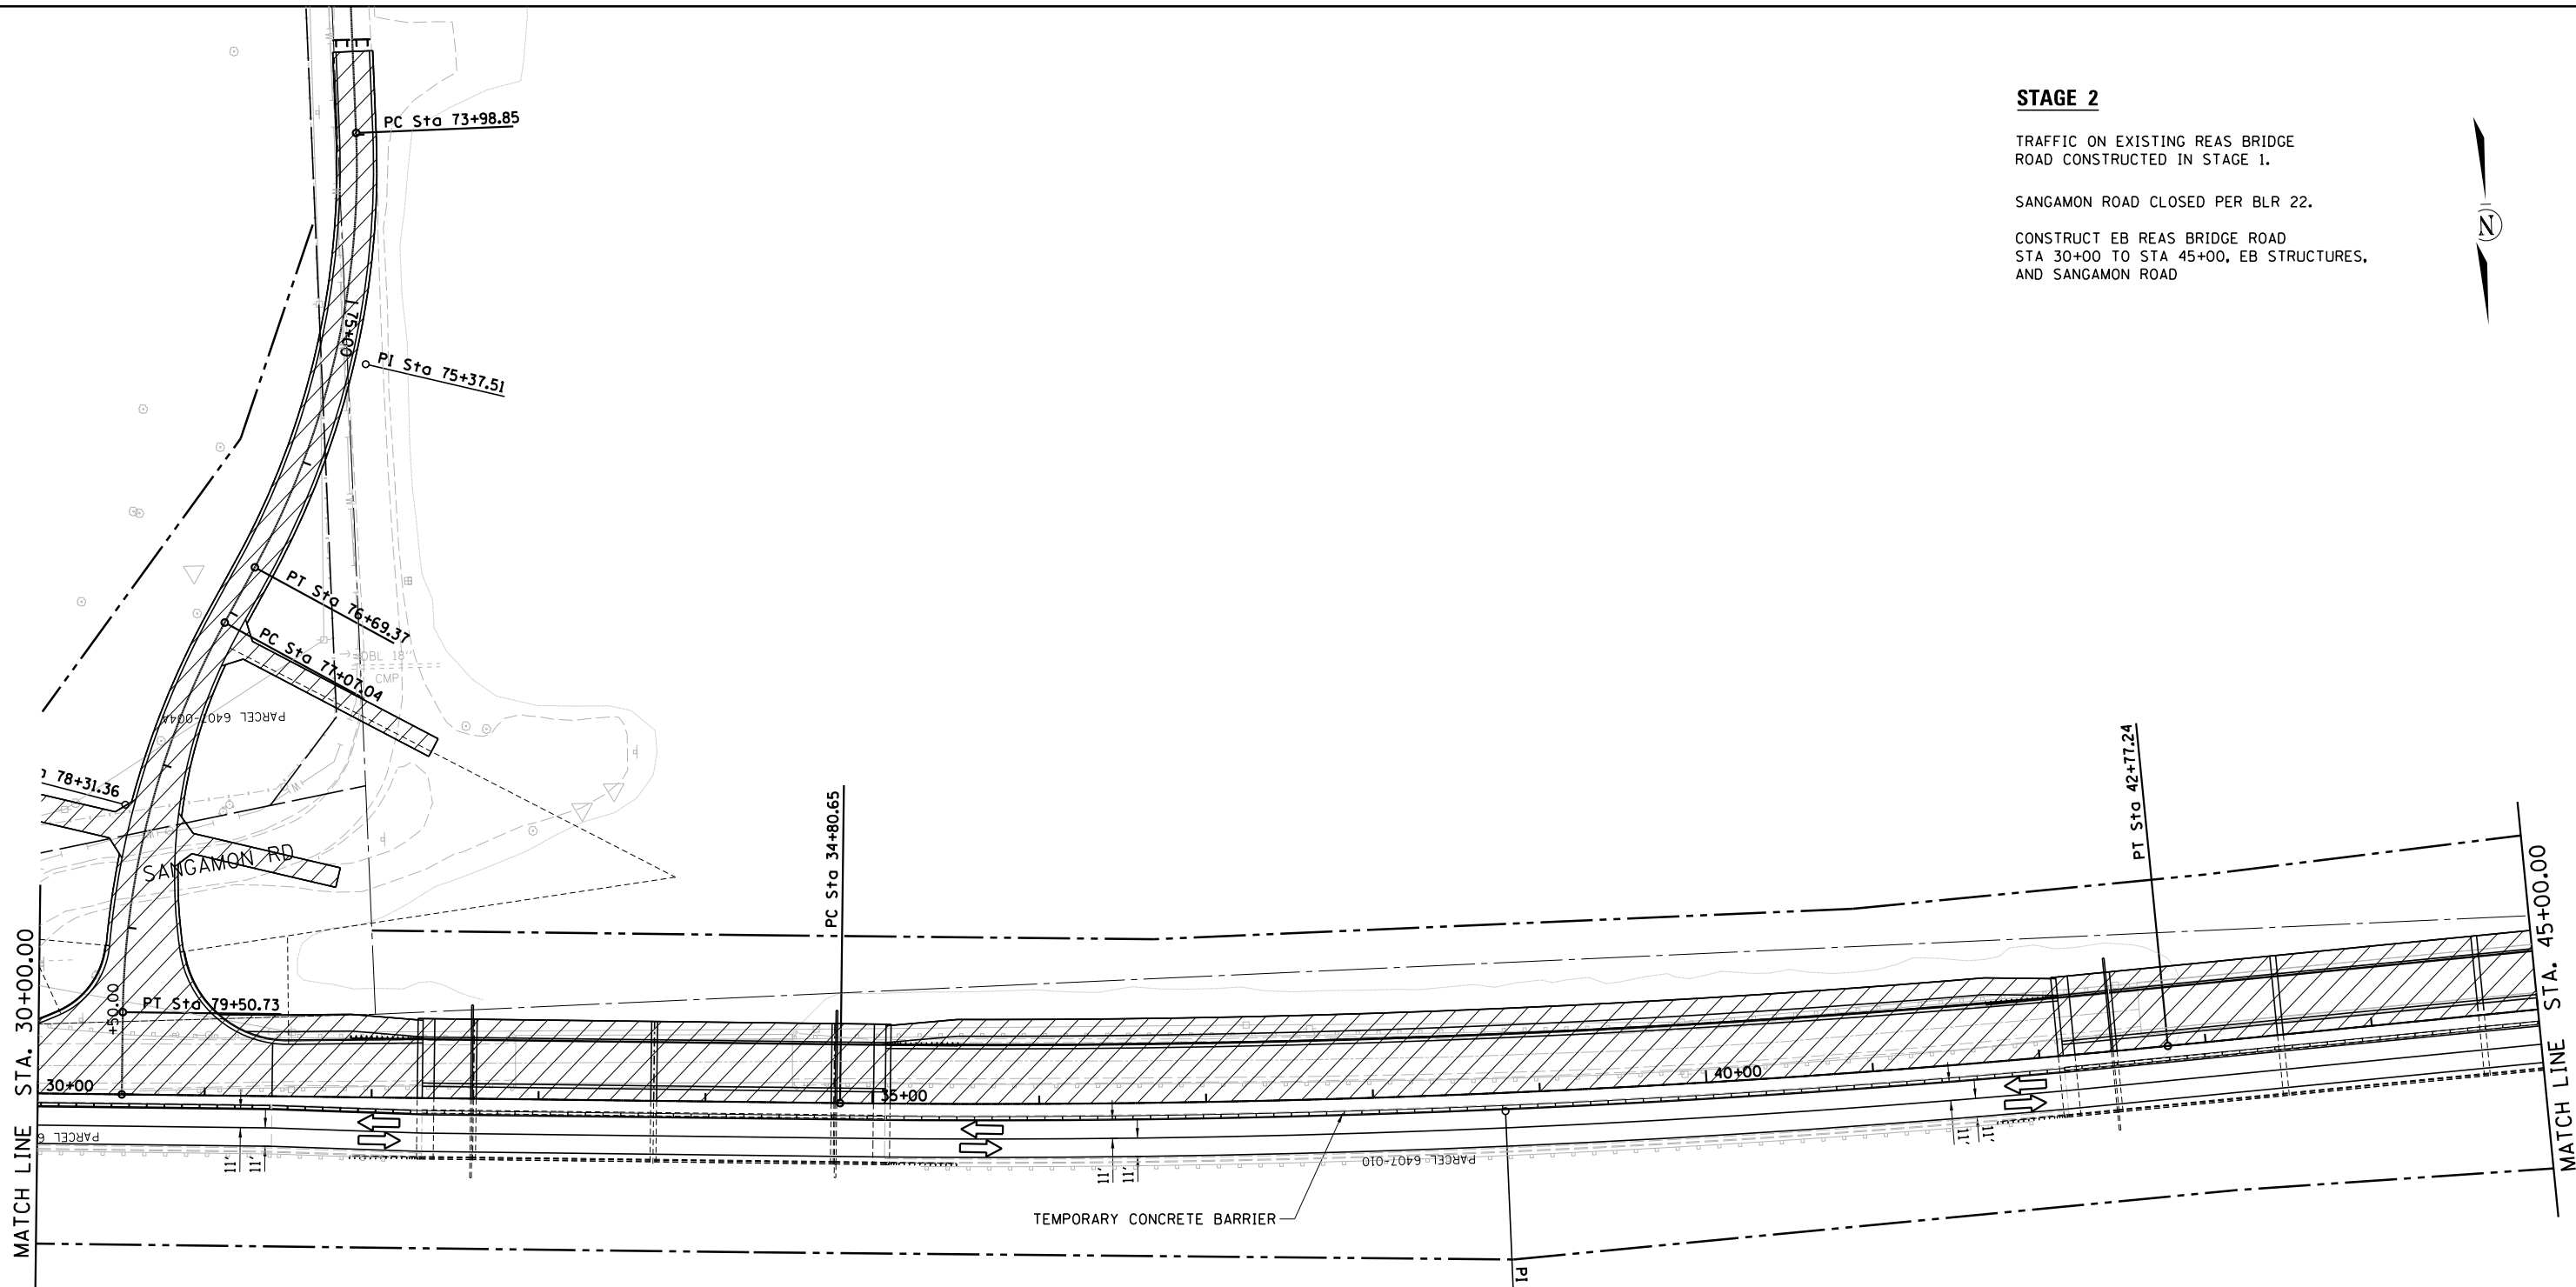 STAGE 2
TRAFFIC ON EXISTING REAS BRIDGE
ROAD CONSTRUCTED IN STAGE 1.
SANGAMON ROAD CLOSED PER BLR 22.
CONSTRUCT EB REAS BRIDGE ROAD
STA 30+00 TO STA 45+00, EB STRUCTURES,
AND SANGAMON ROAD
N
PC Sta 73+98.85
75+00
PI Sta 75+37.51
PT Sta 76+69.37
PC Sta 77+07.04
18"
CMP
PARCEL 6407-004A
78+31.36
SANGAMON RD
PT Sta 79+50.73
+50.00
MATCH LINE STA. 30+00.00
30+00
PC Sta 34+80.65
35+00
40+00
PT Sta 42+77.24
MATCH LINE STA. 45+00.00
PARCEL 6
11'
11'
11'
11'
11'
11'
PARCEL 6407-010
TEMPORARY CONCRETE BARRIER
PI